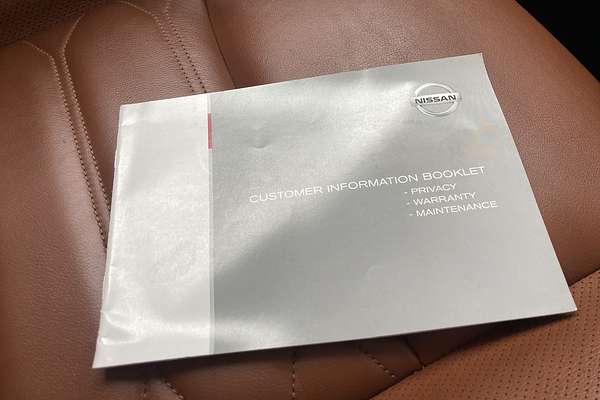 NISSAN
CUSTOMER INFORMATION BOOKLET
- PRIVACY
- WARRANTY
- MAINTENANCE